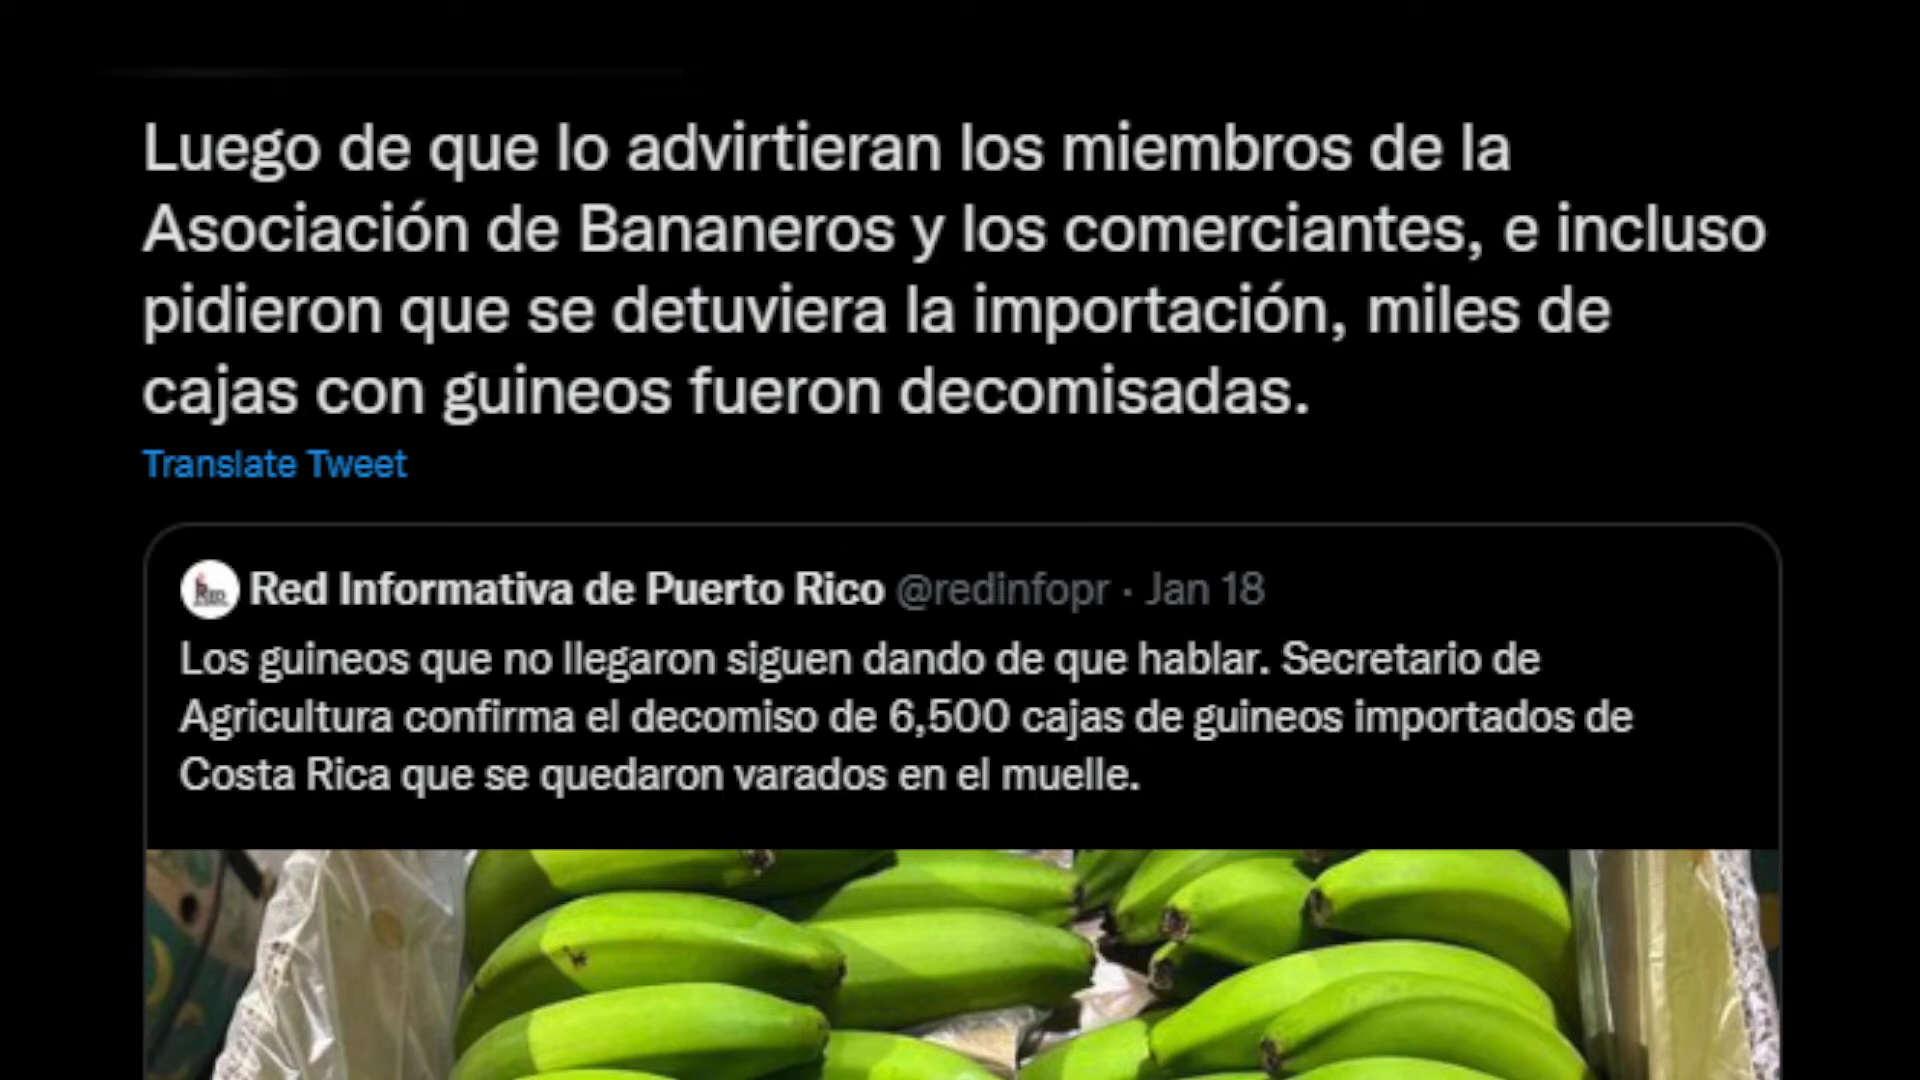 Luego de que lo advirtieran los miembros de la
Asociación de Bananeros y los comerciantes, e incluso
pidieron que se detuviera la importación, miles de
cajas con guineos fueron decomisadas.
Translate Tweet
Red Informativa de Puerto Rico @redinfopr · Jan 18
Los guineos que no llegaron siguen dando de que hablar. Secretario de
Agricultura confirma el decomiso de 6,500 cajas de guineos importados de
Costa Rica que se quedaron varados en el muelle.